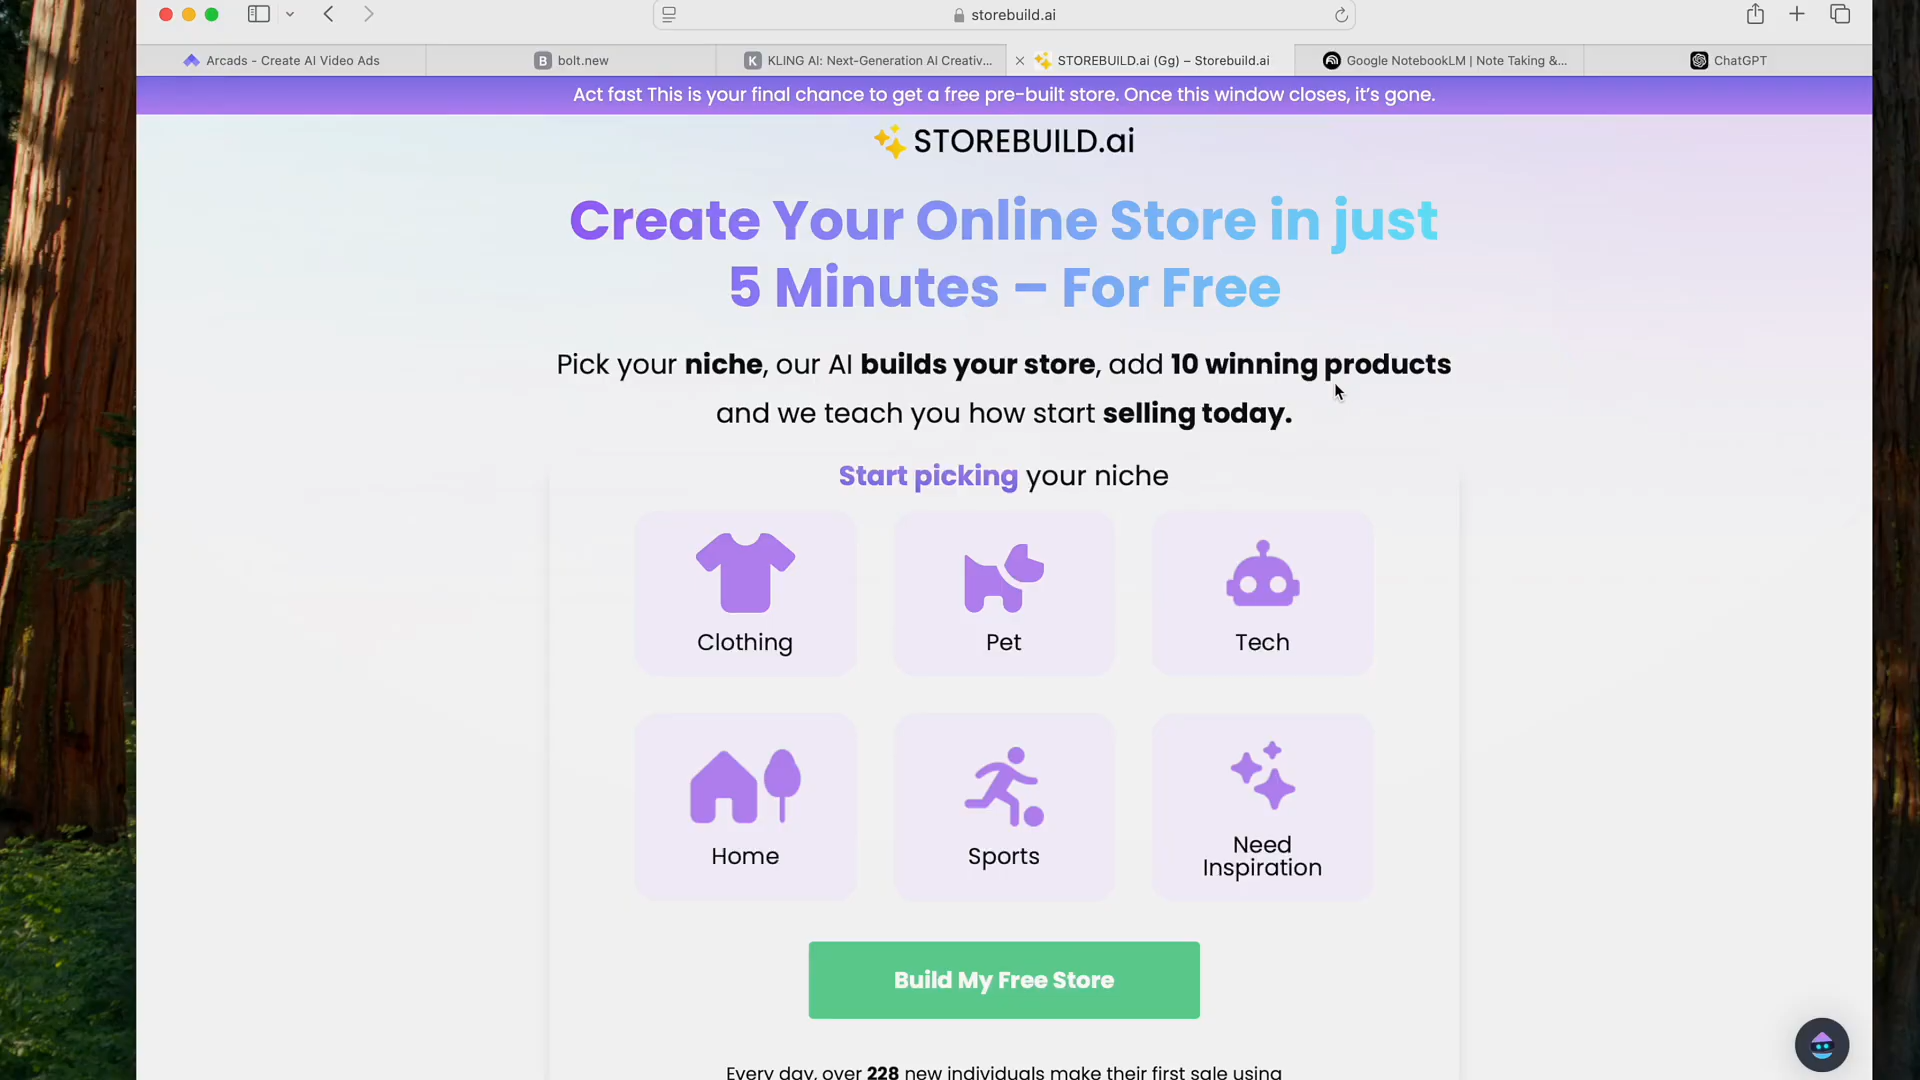 storebuild.ai
Arcads - Create AI Video Ads
B bolt.new
K KLING AI: Next-Generation AI Creativ...
STOREBUILD.ai (Gg) – Storebuild.ai
Google NotebookLM | Note Taking &...
ChatGPT
Act fast This is your final chance to get a free pre-built store. Once this window closes, it's gone.
STOREBUILD.ai
Create Your Online Store in just
5 Minutes – For Free
Pick your niche, our AI builds your store, add 10 winning products
and we teach you how start selling today.
Start picking your niche
Clothing
Pet
Tech
Home
Sports
Need
Inspiration
Build My Free Store
Every day, over 228 new individuals make their first sale using